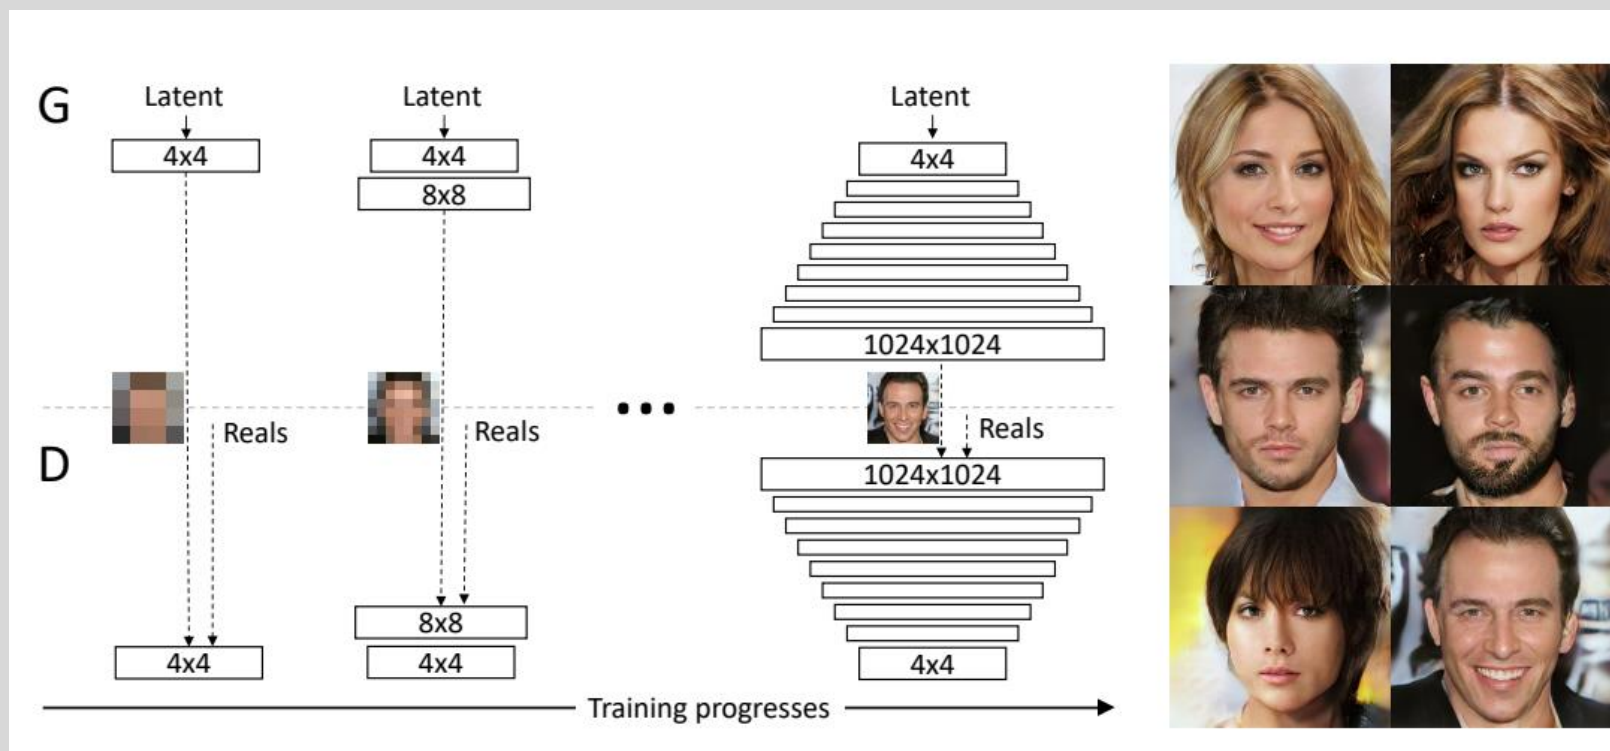 G
Latent
Latent
Latent
4x4
4x4
4x4
8x8
1024x1024
Reals
Reals
Reals
D
1024x1024
8x8
4x4
4x4
4x4
Training progresses